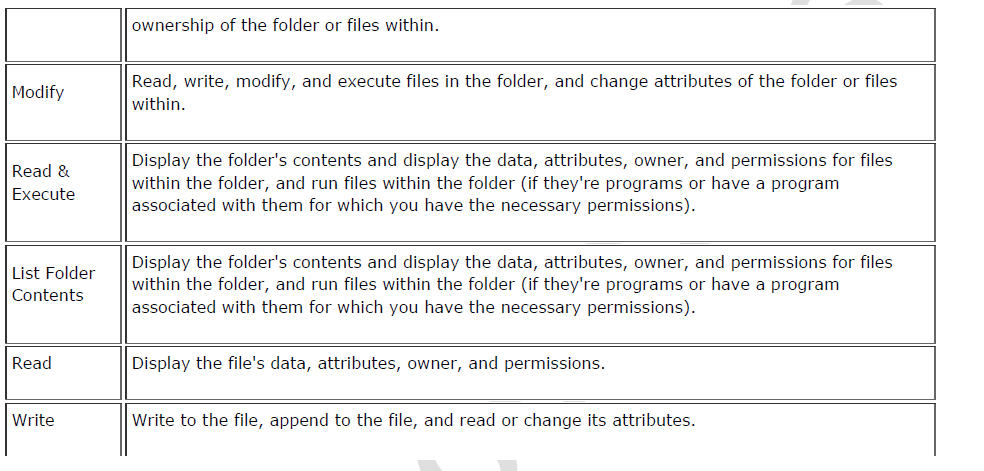 ownership of the folder or files within.
Modify
Read, write, modify, and execute files in the folder, and change attributes of the folder or files
within.
Read &
Execute
Display the folder's contents and display the data, attributes, owner, and permissions for files
within the folder, and run files within the folder (if they're programs or have a program
associated with them for which you have the necessary permissions).
List Folder
Contents
Display the folder's contents and display the data, attributes, owner, and permissions for files
within the folder, and run files within the folder (if they're programs or have a program
associated with them for which you have the necessary permissions).
Read
Display the file's data, attributes, owner, and permissions.
Write
Write to the file, append to the file, and read or change its attributes.